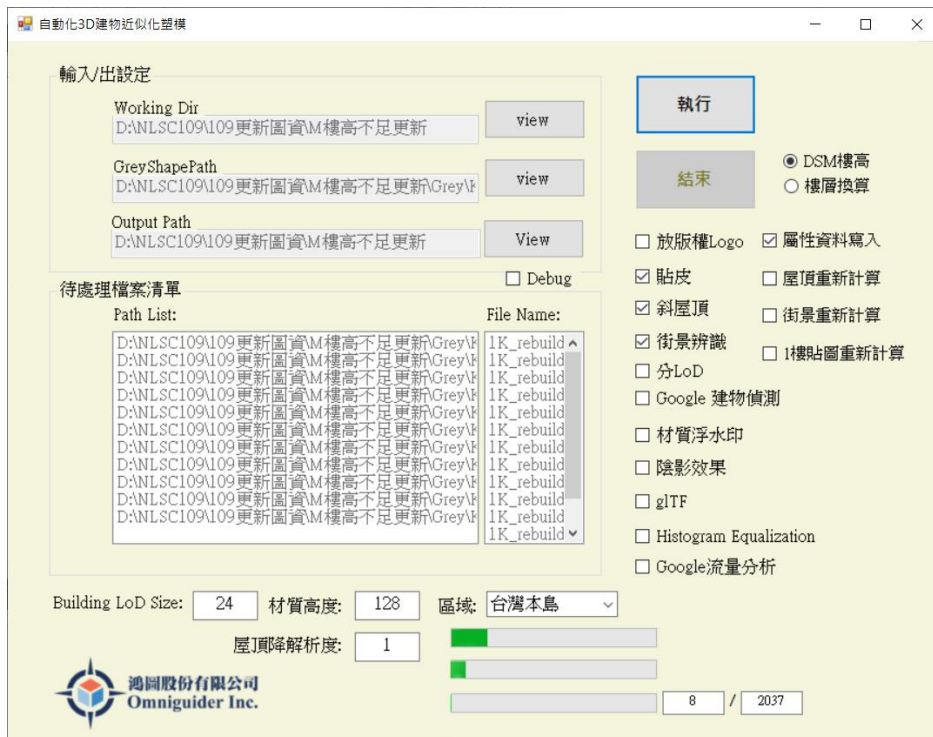 自動化3D建物近似化塑模
輸入/出設定
Working Dir
D:\NLSC109\109更新圖資\M樓高不足更新
view
GreyShapePath
D:\NLSC109\109更新圖資\M樓高不足更新\Grey\
view
Output Path
D:\NLSC109\109更新圖資\M樓高不足更新
View
執行
結束
DSM樓高
樓層換算
Debug
待處理檔案清單
Path List:
File Name:
D:\NLSC109\109更新圖資\M樓高不足更新\Grey\
1K_rebuild
D:\NLSC109\109更新圖資\M樓高不足更新\Grey\
1K_rebuild
D:\NLSC109\109更新圖資\M樓高不足更新\Grey\
1K_rebuild
D:\NLSC109\109更新圖資\M樓高不足更新\Grey\
1K_rebuild
D:\NLSC109\109更新圖資\M樓高不足更新\Grey\
1K_rebuild
D:\NLSC109\109更新圖資\M樓高不足更新\Grey\
1K_rebuild
D:\NLSC109\109更新圖資\M樓高不足更新\Grey\
1K_rebuild
D:\NLSC109\109更新圖資\M樓高不足更新\Grey\
1K_rebuild
D:\NLSC109\109更新圖資\M樓高不足更新\Grey\
1K_rebuild
D:\NLSC109\109更新圖資\M樓高不足更新\Grey\
1K_rebuild
D:\NLSC109\109更新圖資\M樓高不足更新\Grey\
1K_rebuild
1K_rebuild
放版權Logo
屬性資料寫入
貼皮
屋頂重新計算
斜屋頂
街景重新計算
街景辨識
1樓貼圖重新計算
分LoD
Google 建物偵測
材質浮水印
陰影效果
glTF
Histogram Equalization
Google流量分析
Building LoD Size:
24
材質高度:
128
區域:
台灣本島
屋頂降解析度:
1
鴻圖股份有限公司
Omniguider Inc.
8 / 2037